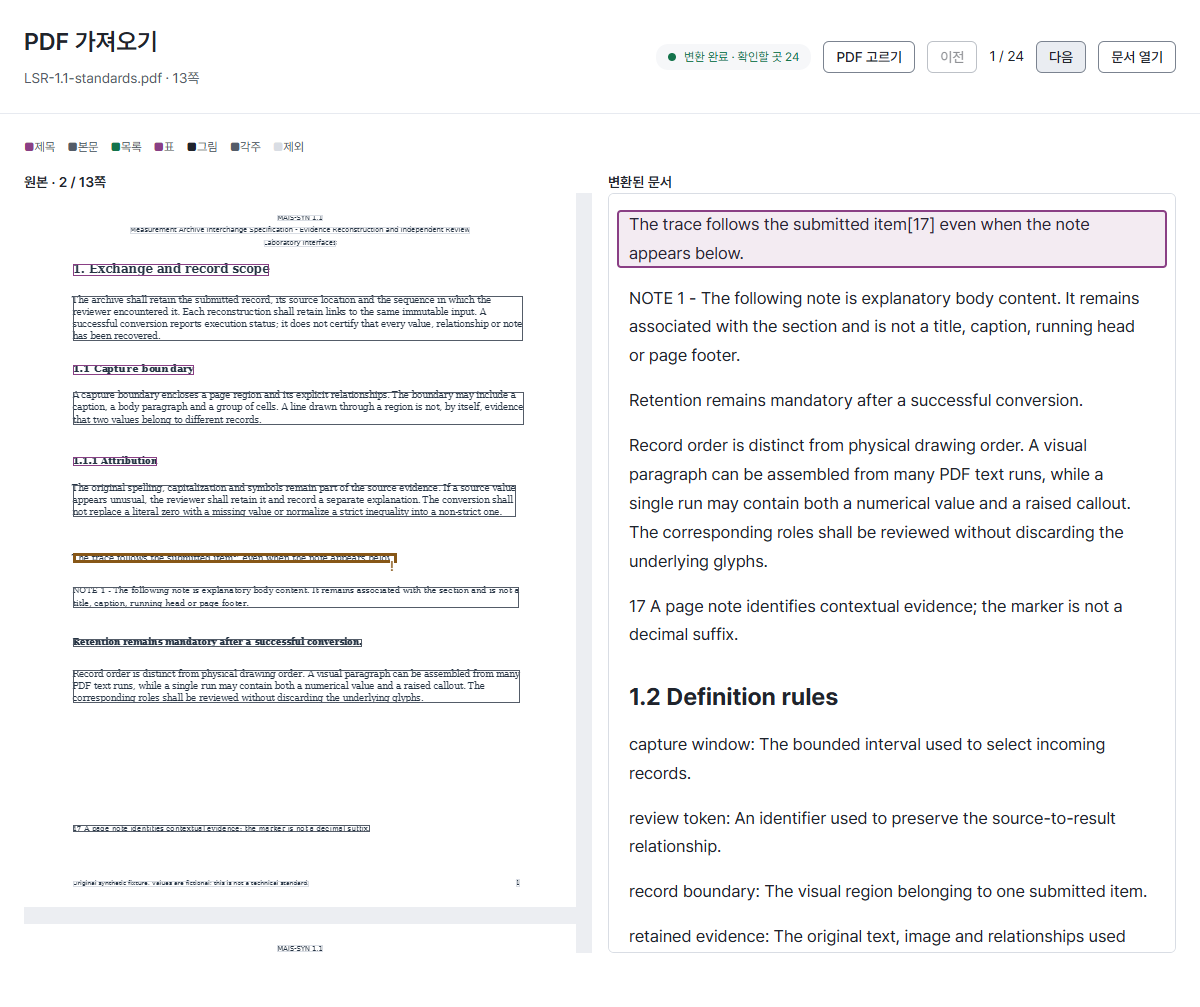 PDF 가져오기
LSR-1.1-standards.pdf · 13쪽
변환 완료 · 확인할 곳 24
PDF 고르기
이전
1 / 24
다음
문서 열기
제목
본문
목록
표
그림
각주
제외
원본 · 2 / 13쪽
MAIS-SYN 1.1
Measurement Archive Interchange Specification - Evidence Reconstruction and Independent Review
Laboratory Interfaces
1. Exchange and record scope
The archive shall retain the submitted record, its source location and the sequence in which the
reviewer encountered it. Each reconstruction shall retain links to the same immutable input. A
successful conversion reports execution status; it does not certify that every value, relationship or note
has been recovered.
1.1 Capture boundary
A capture boundary encloses a page region and its explicit relationships. The boundary may include a
caption, a body paragraph and a group of cells. A line drawn through a region is not, by itself, evidence
that two values belong to different records.
1.1.1 Attribution
The original spelling, capitalization and symbols remain part of the source evidence. If a source value
appears unusual, the reviewer shall retain it and record a separate explanation. The conversion shall
not replace a literal zero with a missing value or normalize a strict inequality into a non-strict one.
The trace follows the submitted item even when the note appears below.
!
NOTE 1 - The following note is explanatory body content. It remains associated with the section and is not a
title, caption, running head or page footer.
Retention remains mandatory after a successful conversion.
Record order is distinct from physical drawing order. A visual paragraph can be assembled from many
PDF text runs, while a single run may contain both a numerical value and a raised callout. The
corresponding roles shall be reviewed without discarding the underlying glyphs.
17 A page note identifies contextual evidence; the marker is not a decimal suffix.
Original synthetic fixture. Values are fictional; this is not a technical standard.
1
MAIS-SYN 1.1
변환된 문서
The trace follows the submitted item[17] even when the note
appears below.
NOTE 1 - The following note is explanatory body content. It remains
associated with the section and is not a title, caption, running head
or page footer.
Retention remains mandatory after a successful conversion.
Record order is distinct from physical drawing order. A visual
paragraph can be assembled from many PDF text runs, while a
single run may contain both a numerical value and a raised callout.
The corresponding roles shall be reviewed without discarding the
underlying glyphs.
17 A page note identifies contextual evidence; the marker is not a
decimal suffix.
1.2 Definition rules
capture window: The bounded interval used to select incoming
records.
review token: An identifier used to preserve the source-to-result
relationship.
record boundary: The visual region belonging to one submitted item.
retained evidence: The original text, image and relationships used